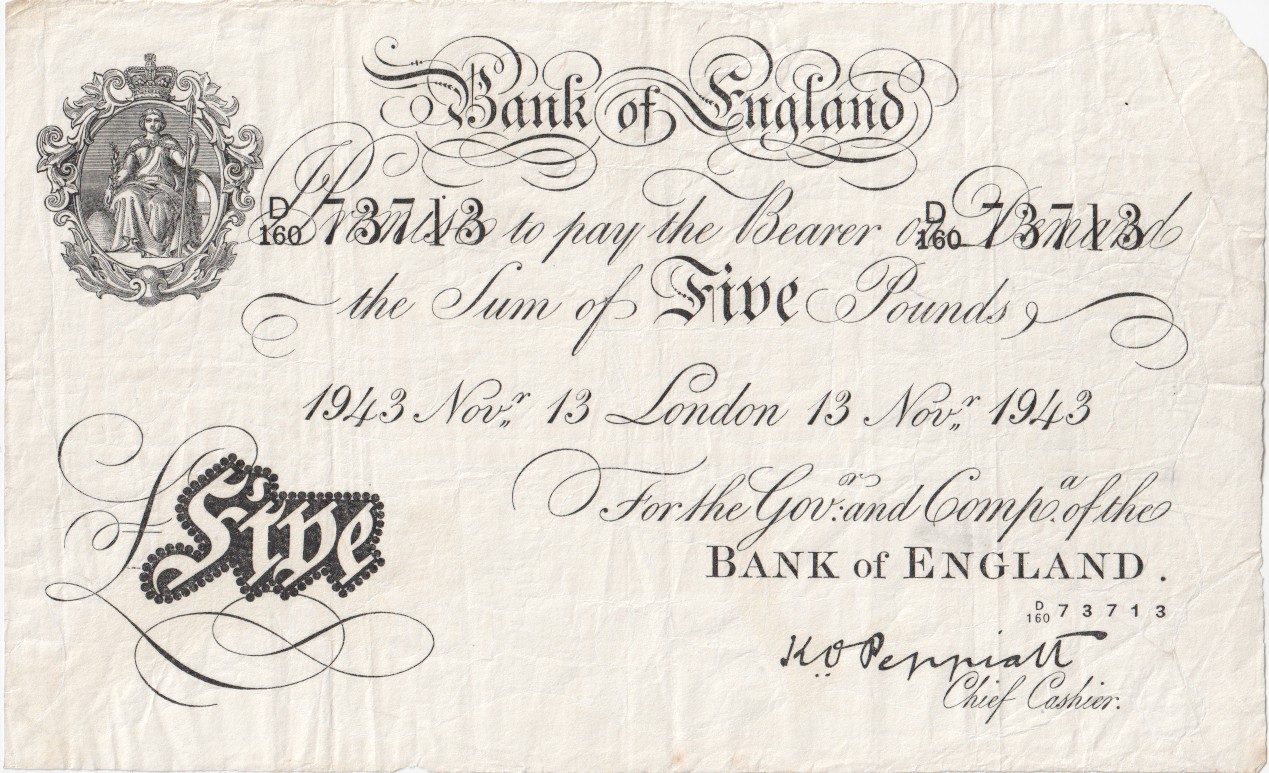 Bank of England
D
160 73713
I Promise to pay the Bearer on Demand
D
160 73713
the Sum of Five Pounds
1943 Novr 13 London 13 Novr 1943
£Five
For the Govr: and Compa. of the
BANK of ENGLAND.
D
160 73713
K O Peppiatt
Chief Cashier.